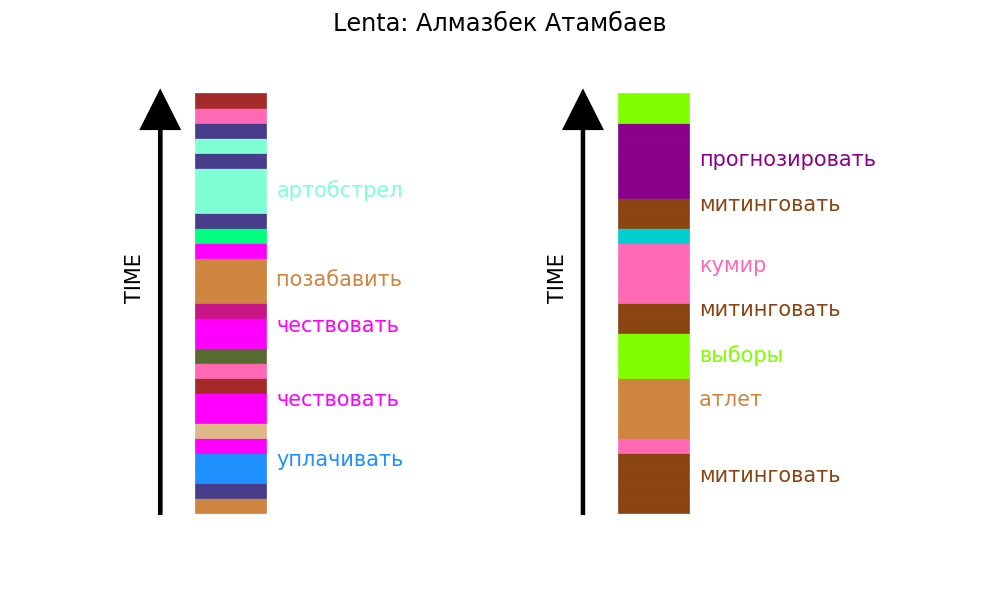 Lenta: Алмазбек Атамбаев
TIME
артобстрел
позабавить
чествовать
чествовать
уплачивать
TIME
прогнозировать
митинговать
кумир
митинговать
выборы
атлет
митинговать